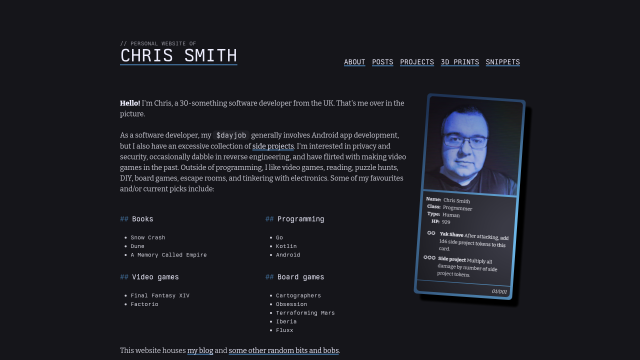 // PERSONAL WEBSITE OF
CHRIS SMITH
ABOUT POSTS PROJECTS 3D PRINTS SNIPPETS
Hello! I'm Chris, a 30-something software developer from the UK. That's me over in the
picture.
As a software developer, my $dayjob generally involves Android app development,
but I also have an excessive collection of side projects. I'm interested in privacy and
security, occasionally dabble in reverse engineering, and have flirted with making video
games in the past. Outside of programming, I like video games, reading, puzzle hunts,
DIY, board games, escape rooms, and tinkering with electronics. Some of my favourites
and/or current picks include:
## Books
• Snow Crash
• Dune
• A Memory Called Empire
## Programming
• Go
• Kotlin
• Android
## Video games
• Final Fantasy XIV
• Factorio
## Board games
• Cartographers
• Obsession
• Terraforming Mars
• Iberia
• Fluxx
This website houses my blog and some other random bits and bobs.
Name: Chris Smith
Class: Programmer
Type: Human
HP: 929
Yak Shave After attacking, add
1d6 side project tokens to this
card.
Side project Multiply all
damage by number of side
project tokens.
01/001